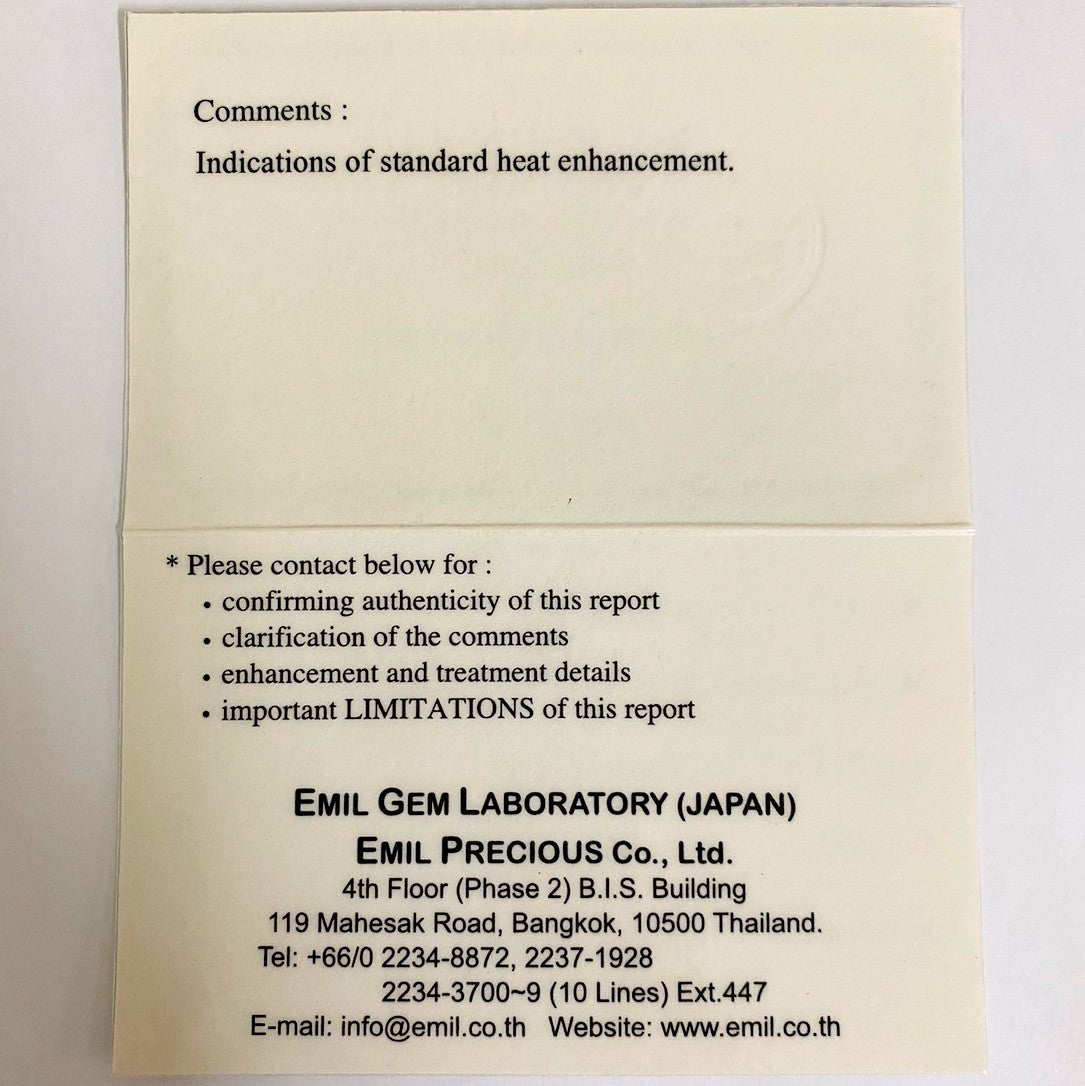 Comments :
Indications of standard heat enhancement.
* Please contact below for :
• confirming authenticity of this report
• clarification of the comments
• enhancement and treatment details
• important LIMITATIONS of this report
EMIL GEM LABORATORY (JAPAN)
EMIL PRECIOUS Co., Ltd.
4th Floor (Phase 2) B.I.S. Building
119 Mahesak Road, Bangkok, 10500 Thailand.
Tel: +66/0 2234-8872, 2237-1928
2234-3700~9 (10 Lines) Ext.447
E-mail: info@emil.co.th Website: www.emil.co.th